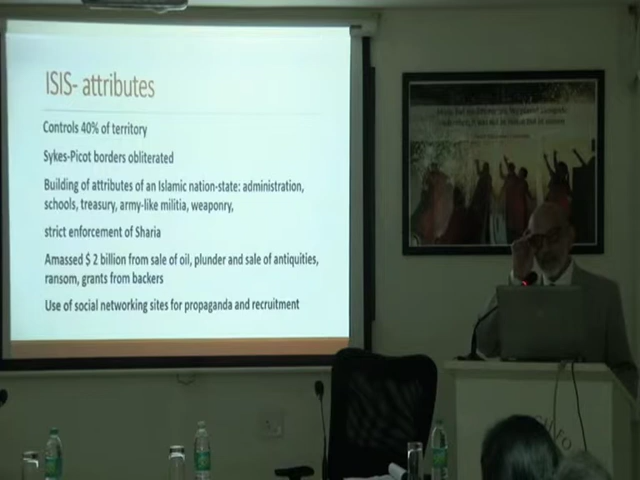 ISIS- attributes
Controls 40% of territory
Sykes-Picot borders obliterated
Building of attributes of an Islamic nation-state: administration,
schools, treasury, army-like militia, weaponry,
strict enforcement of Sharia
Amassed $ 2 billion from sale of oil, plunder and sale of antiquities,
ransom, grants from backers
Use of social networking sites for propaganda and recruitment